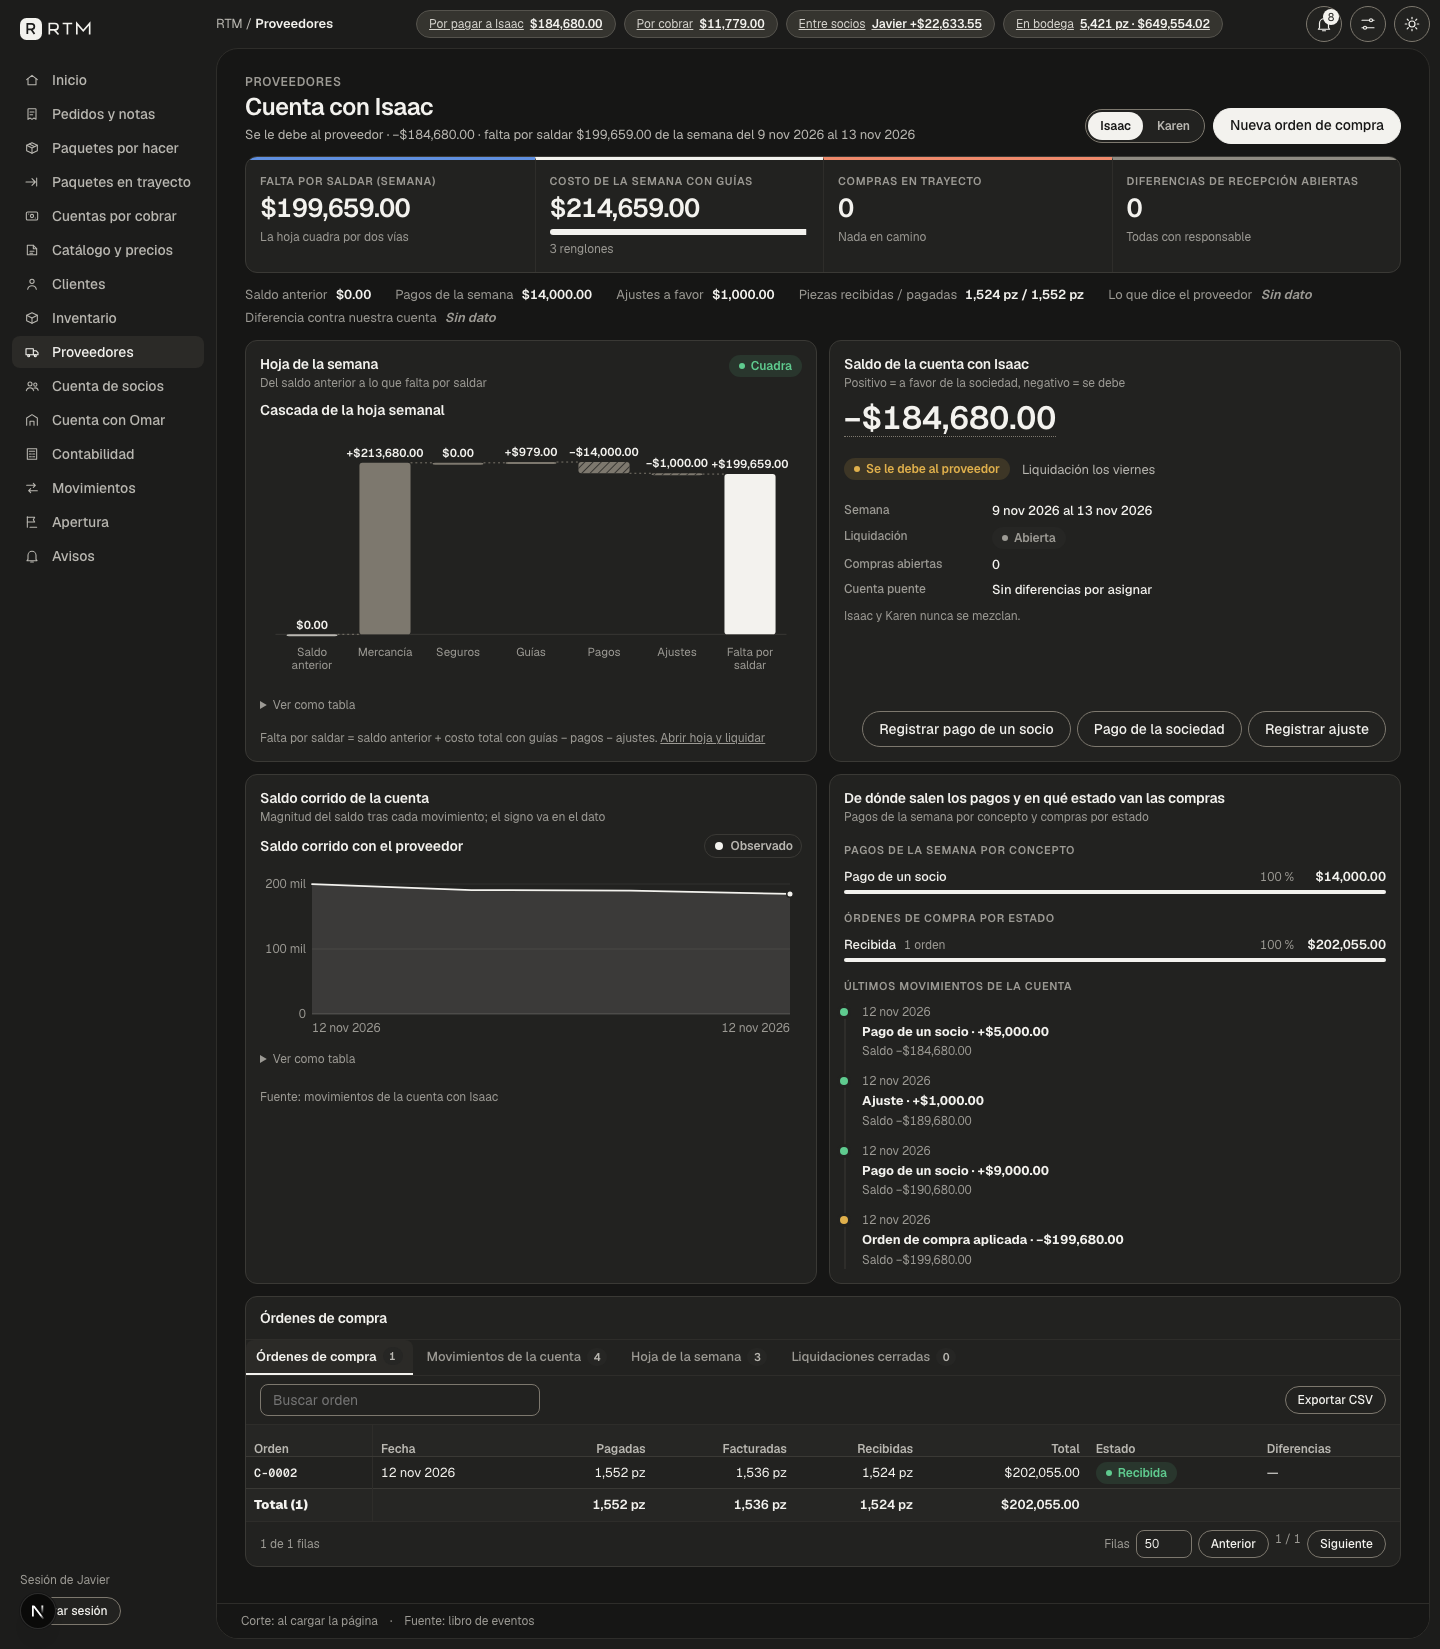 R RTM
RTM / Proveedores
Por pagar a Isaac $184,680.00
Por cobrar $11,779.00
Entre socios Javier +$22,633.55
En bodega 5,421 pz · $649,554.02
8
Inicio
Pedidos y notas
Paquetes por hacer
Paquetes en trayecto
Cuentas por cobrar
Catálogo y precios
Clientes
Inventario
Proveedores
Cuenta de socios
Cuenta con Omar
Contabilidad
Movimientos
Apertura
Avisos
PROVEEDORES
Cuenta con Isaac
Se le debe al proveedor · −$184,680.00 · falta por saldar $199,659.00 de la semana del 9 nov 2026 al 13 nov 2026
Isaac Karen
Nueva orden de compra
FALTA POR SALDAR (SEMANA)
$199,659.00
La hoja cuadra por dos vías
COSTO DE LA SEMANA CON GUÍAS
$214,659.00
3 renglones
COMPRAS EN TRAYECTO
0
Nada en camino
DIFERENCIAS DE RECEPCIÓN ABIERTAS
0
Todas con responsable
Saldo anterior $0.00 Pagos de la semana $14,000.00 Ajustes a favor $1,000.00 Piezas recibidas / pagadas 1,524 pz / 1,552 pz Lo que dice el proveedor Sin dato
Diferencia contra nuestra cuenta Sin dato
Hoja de la semana
Cuadra
Del saldo anterior a lo que falta por saldar
Cascada de la hoja semanal
+$213,680.00 $0.00 +$979.00 −$14,000.00 −$1,000.00 +$199,659.00
$0.00
Saldo anterior Mercancía Seguros Guías Pagos Ajustes Falta por saldar
Ver como tabla
Falta por saldar = saldo anterior + costo total con guías − pagos − ajustes. Abrir hoja y liquidar
Saldo de la cuenta con Isaac
Positivo = a favor de la sociedad, negativo = se debe
−$184,680.00
Se le debe al proveedor Liquidación los viernes
Semana 9 nov 2026 al 13 nov 2026
Liquidación Abierta
Compras abiertas 0
Cuenta puente Sin diferencias por asignar
Isaac y Karen nunca se mezclan.
Registrar pago de un socio Pago de la sociedad Registrar ajuste
Saldo corrido de la cuenta
Magnitud del saldo tras cada movimiento; el signo va en el dato
Saldo corrido con el proveedor
Observado
200 mil
100 mil
0
12 nov 2026 12 nov 2026
Ver como tabla
Fuente: movimientos de la cuenta con Isaac
De dónde salen los pagos y en qué estado van las compras
Pagos de la semana por concepto y compras por estado
PAGOS DE LA SEMANA POR CONCEPTO
Pago de un socio 100 % $14,000.00
ÓRDENES DE COMPRA POR ESTADO
Recibida 1 orden 100 % $202,055.00
ÚLTIMOS MOVIMIENTOS DE LA CUENTA
12 nov 2026
Pago de un socio · +$5,000.00
Saldo −$184,680.00
12 nov 2026
Ajuste · +$1,000.00
Saldo −$189,680.00
12 nov 2026
Pago de un socio · +$9,000.00
Saldo −$190,680.00
12 nov 2026
Orden de compra aplicada · −$199,680.00
Saldo −$199,680.00
Órdenes de compra
Órdenes de compra 1 Movimientos de la cuenta 4 Hoja de la semana 3 Liquidaciones cerradas 0
Buscar orden
Exportar CSV
Orden Fecha Pagadas Facturadas Recibidas Total Estado Diferencias
C-0002 12 nov 2026 1,552 pz 1,536 pz 1,524 pz $202,055.00 Recibida —
Total (1) 1,552 pz 1,536 pz 1,524 pz $202,055.00
1 de 1 filas
Filas 50 Anterior 1 / 1 Siguiente
Sesión de Javier
N ar sesión
Corte: al cargar la página · Fuente: libro de eventos